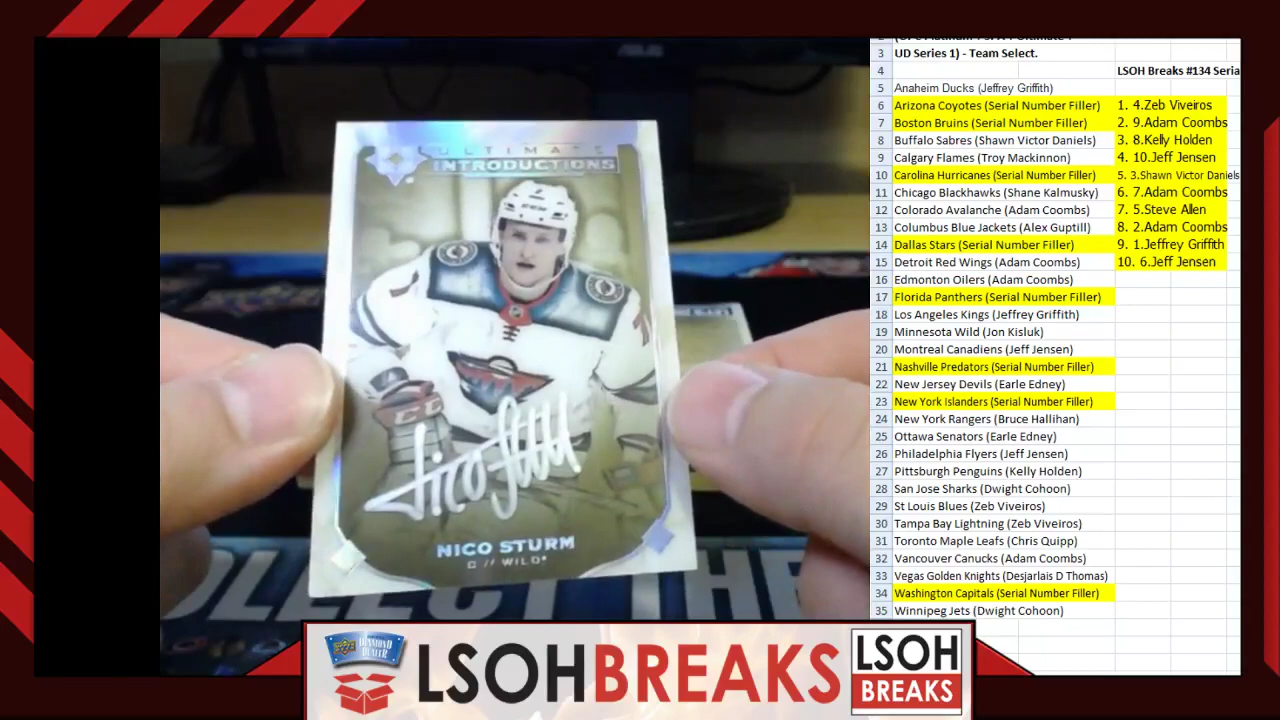 UD Series 1) - Team Select.
LSOH Breaks #134 Seria
Anaheim Ducks (Jeffrey Griffith)
Arizona Coyotes (Serial Number Filler)
Boston Bruins (Serial Number Filler)
Buffalo Sabres (Shawn Victor Daniels)
Calgary Flames (Troy Mackinnon)
Carolina Hurricanes (Serial Number Filler)
Chicago Blackhawks (Shane Kalmusky)
Colorado Avalanche (Adam Coombs)
Columbus Blue Jackets (Alex Guptill)
Dallas Stars (Serial Number Filler)
Detroit Red Wings (Adam Coombs)
Edmonton Oilers (Adam Coombs)
Florida Panthers (Serial Number Filler)
Los Angeles Kings (Jeffrey Griffith)
Minnesota Wild (Jon Kisluk)
Montreal Canadiens (Jeff Jensen)
Nashville Predators (Serial Number Filler)
New Jersey Devils (Earle Edney)
New York Islanders (Serial Number Filler)
New York Rangers (Bruce Hallihan)
Ottawa Senators (Earle Edney)
Philadelphia Flyers (Jeff Jensen)
Pittsburgh Penguins (Kelly Holden)
San Jose Sharks (Dwight Cohoon)
St Louis Blues (Zeb Viveiros)
Tampa Bay Lightning (Zeb Viveiros)
Toronto Maple Leafs (Chris Quipp)
Vancouver Canucks (Adam Coombs)
Vegas Golden Knights (Desjarlais D Thomas)
Washington Capitals (Serial Number Filler)
Winnipeg Jets (Dwight Cohoon)
1. 4.Zeb Viveiros
2. 9.Adam Coombs
3. 8.Kelly Holden
4. 10.Jeff Jensen
5. 3.Shawn Victor Daniels
6. 7.Adam Coombs
7. 5.Steve Allen
8. 2.Adam Coombs
9. 1.Jeffrey Griffith
10. 6.Jeff Jensen
3
4
5
6
7
8
9
10
11
12
13
14
15
16
17
18
19
20
21
22
23
24
25
26
27
28
29
30
31
32
33
34
35
ULTIMATE
INTRODUCTIONS
Nico Sturm
NICO STURM
C // WILD
COLLECT THE
DIAMOND
DEALER
LSOHBREAKS
LSOH
BREAKS